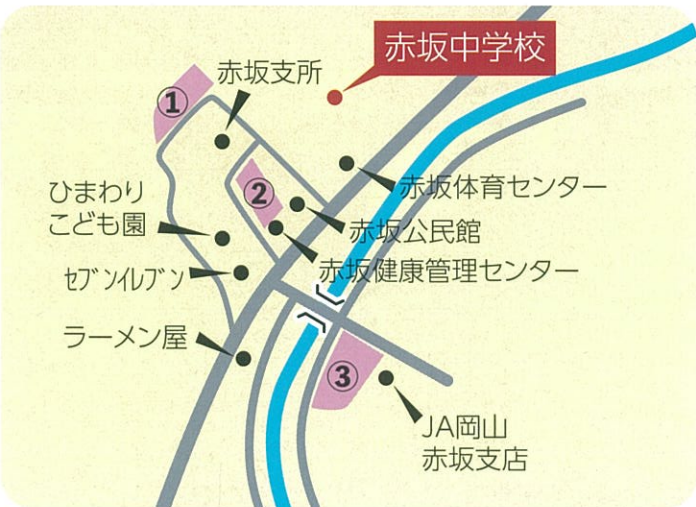 赤坂中学校
赤坂支所
①
ひまわり
こども園
②
赤坂体育センター
赤坂公民館
セブンイレブン
赤坂健康管理センター
ラーメン屋
③
JA岡山
赤坂支店